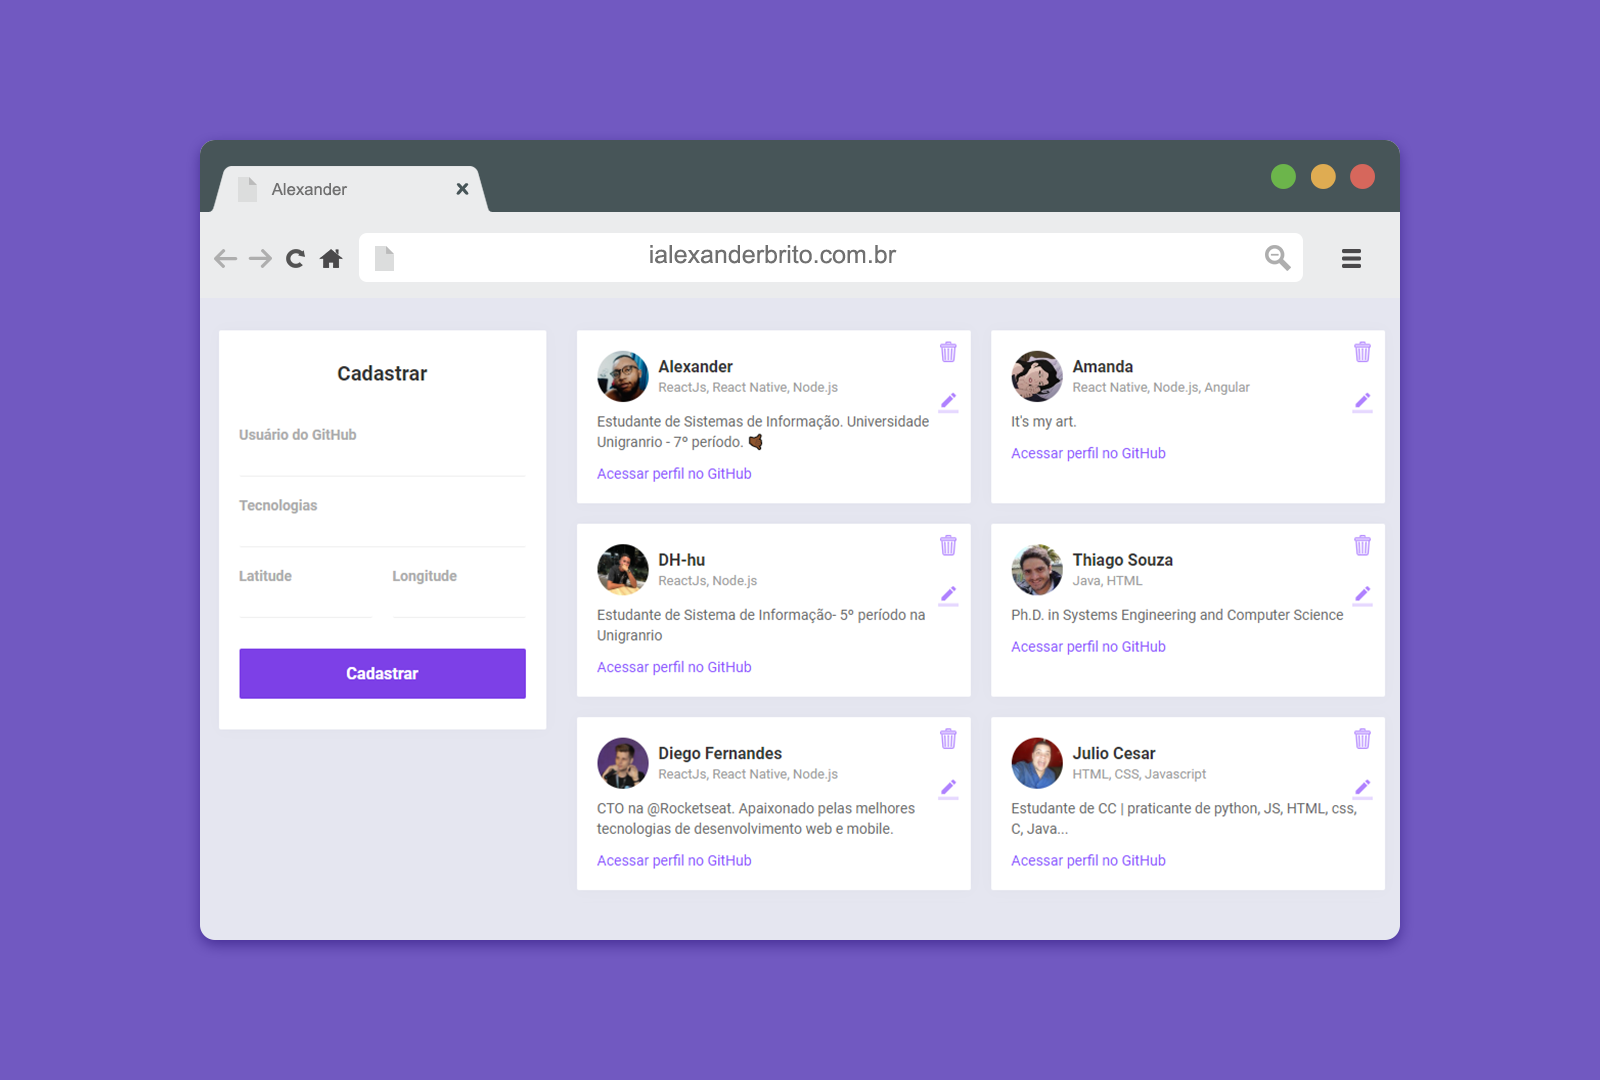 Alexander
ialexanderbrito.com.br
Cadastrar
Usuário do GitHub
Tecnologias
Latitude Longitude
Cadastrar
Alexander
ReactJs, React Native, Node.js
Estudante de Sistemas de Informação. Universidade
Unigranrio - 7º período. 🤙🏾
Acessar perfil no GitHub
Amanda
React Native, Node.js, Angular
It's my art.
Acessar perfil no GitHub
DH-hu
ReactJs, Node.js
Estudante de Sistema de Informação- 5º período na
Unigranrio
Acessar perfil no GitHub
Thiago Souza
Java, HTML
Ph.D. in Systems Engineering and Computer Science
Acessar perfil no GitHub
Diego Fernandes
ReactJs, React Native, Node.js
CTO na @Rocketseat. Apaixonado pelas melhores
tecnologias de desenvolvimento web e mobile.
Acessar perfil no GitHub
Julio Cesar
HTML, CSS, Javascript
Estudante de CC | praticante de python, JS, HTML, css,
C, Java...
Acessar perfil no GitHub